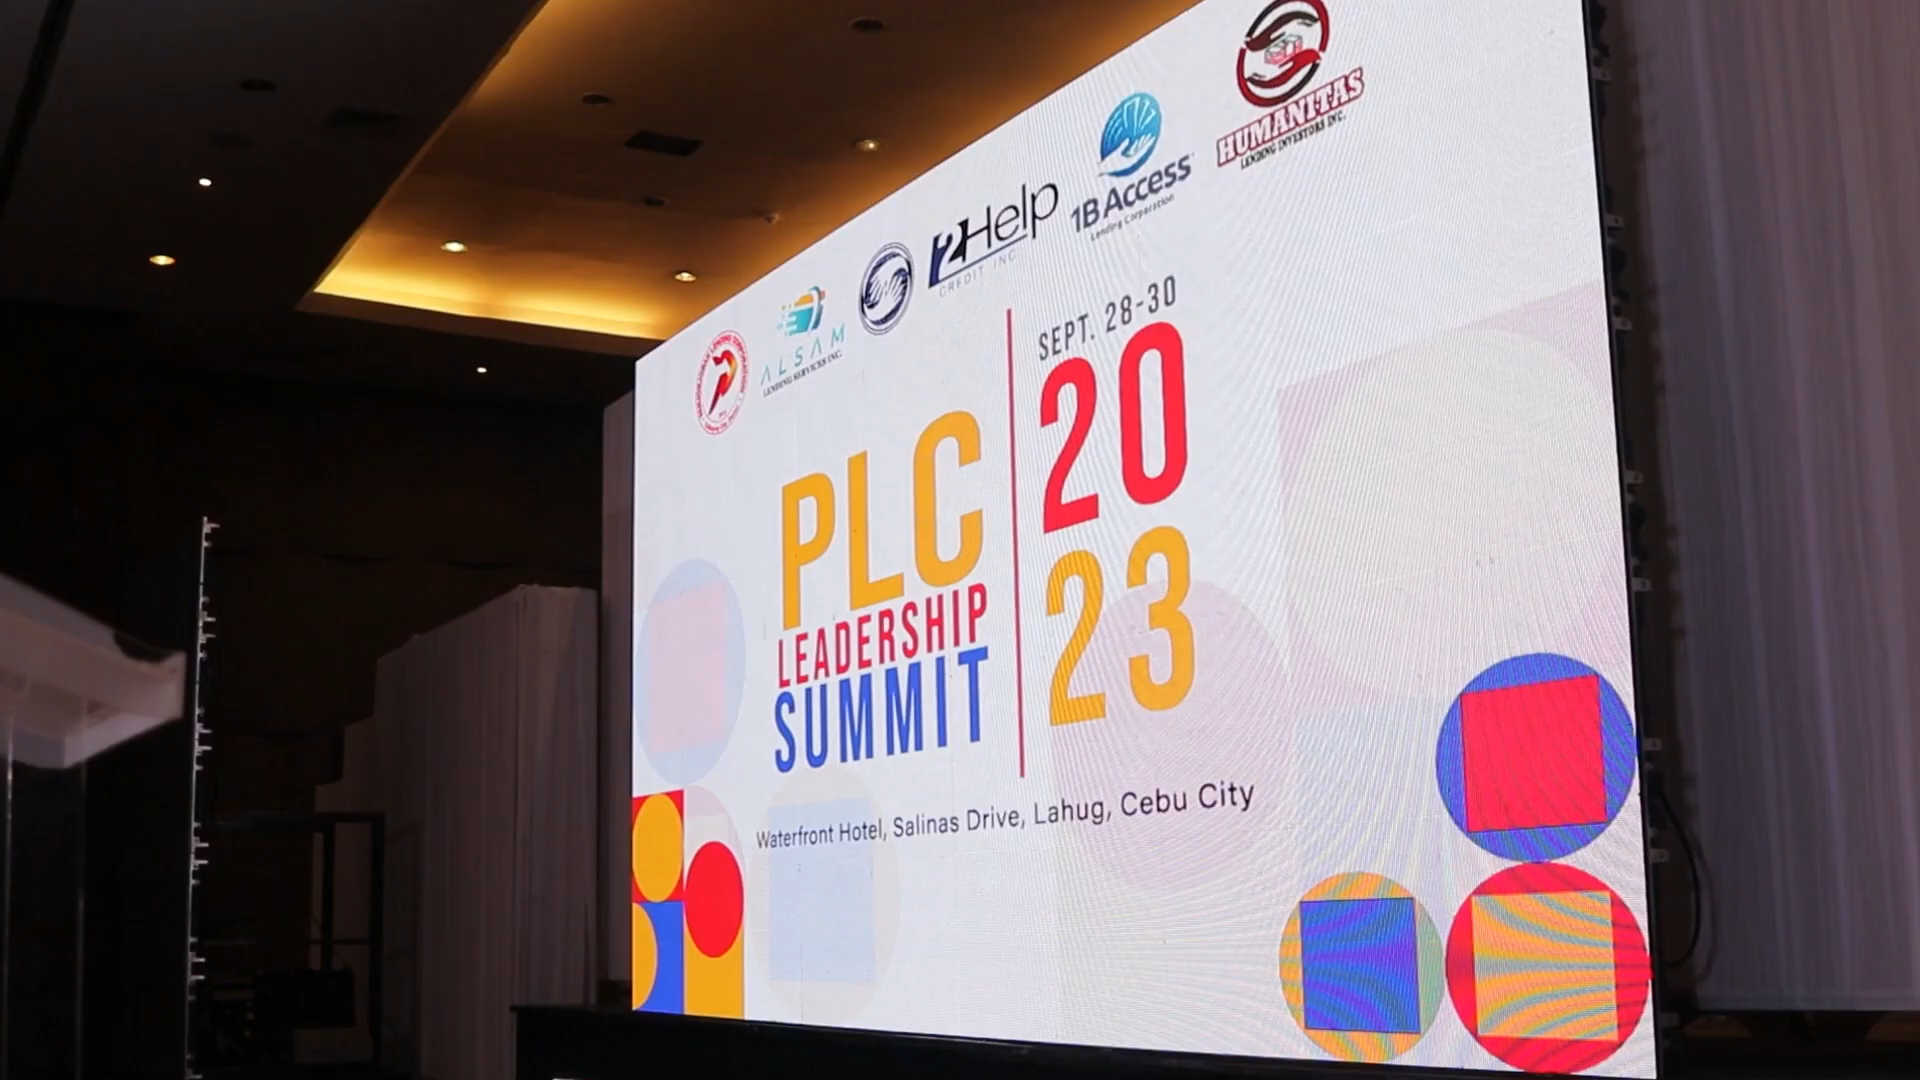 ALSAM
LENDING SERVICES INC.
2Help
CREDIT INC
1B Access
Lending Corporation
HUMANITAS
LENDING INVESTORS INC.
PLC
LEADERSHIP
SUMMIT
SEPT. 28-30
20
23
Waterfront Hotel, Salinas Drive, Lahug, Cebu City